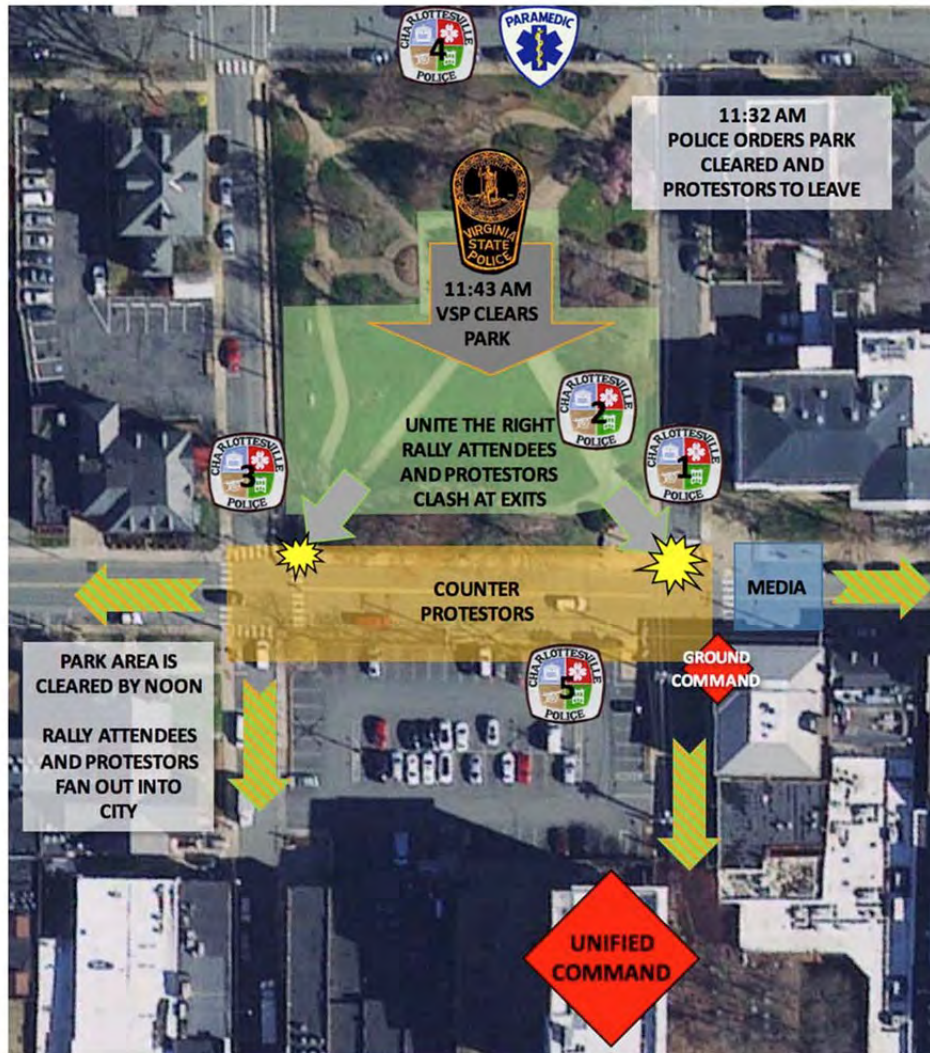 CHARLOTTESVILLE
4
POLICE
PARAMEDIC
11:32 AM
POLICE ORDERS PARK
CLEARED AND
PROTESTORS TO LEAVE
VIRGINIA
STATE
POLICE
11:43 AM
VSP CLEARS
PARK
CHARLOTTESVILLE
2
POLICE
UNITE THE RIGHT
RALLY ATTENDEES
AND PROTESTORS
CLASH AT EXITS
CHARLOTTESVILLE
3
POLICE
CHARLOTTESVILLE
1
POLICE
COUNTER
PROTESTORS
MEDIA
GROUND
COMMAND
CHARLOTTESVILLE
5
POLICE
PARK AREA IS
CLEARED BY NOON
RALLY ATTENDEES
AND PROTESTORS
FAN OUT INTO
CITY
UNIFIED
COMMAND